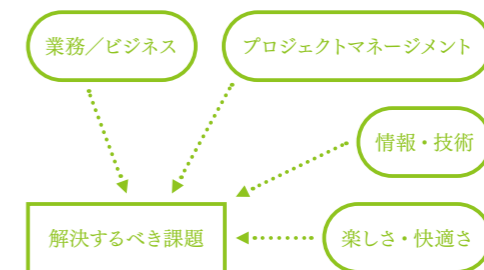 業務／ビジネス
プロジェクトマネージメント
情報・技術
解決するべき課題
楽しさ・快適さ